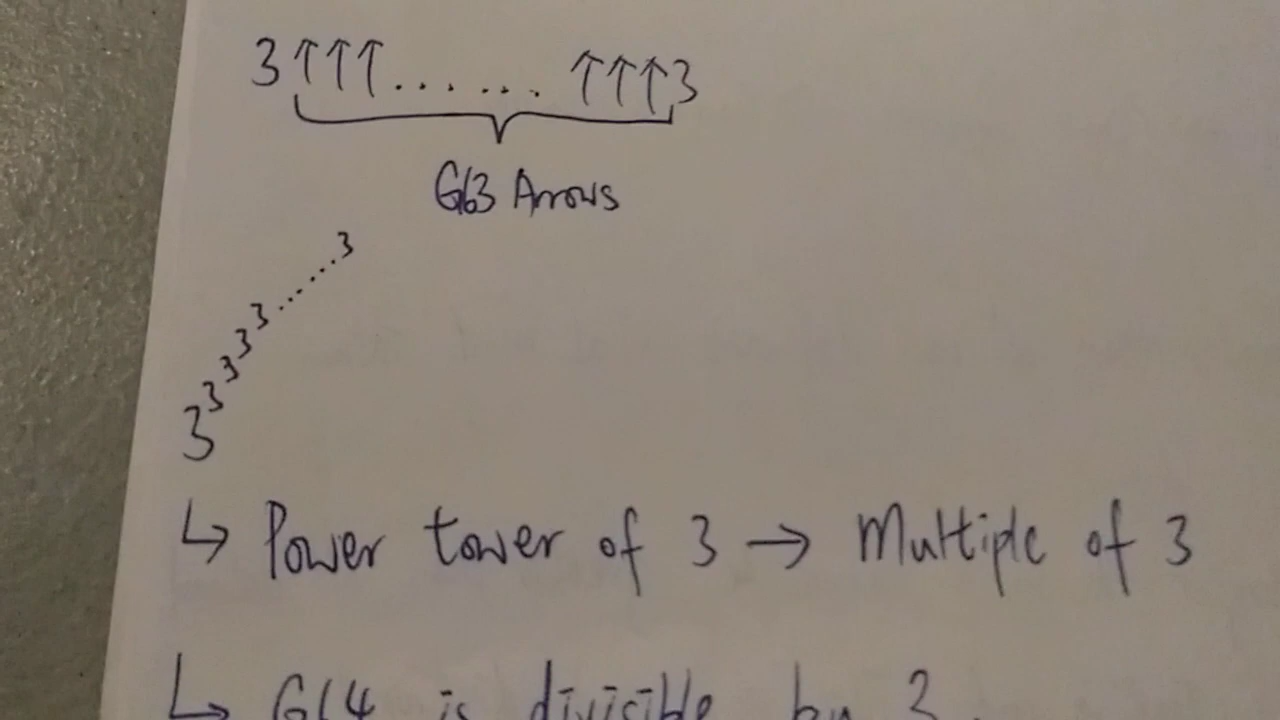 3↑↑↑.......↑↑↑3
G63 Arrows
3^3^3^3^3^3......3
↳ Power tower of 3 → Multiple of 3
↳ G64 is divisible by 3.